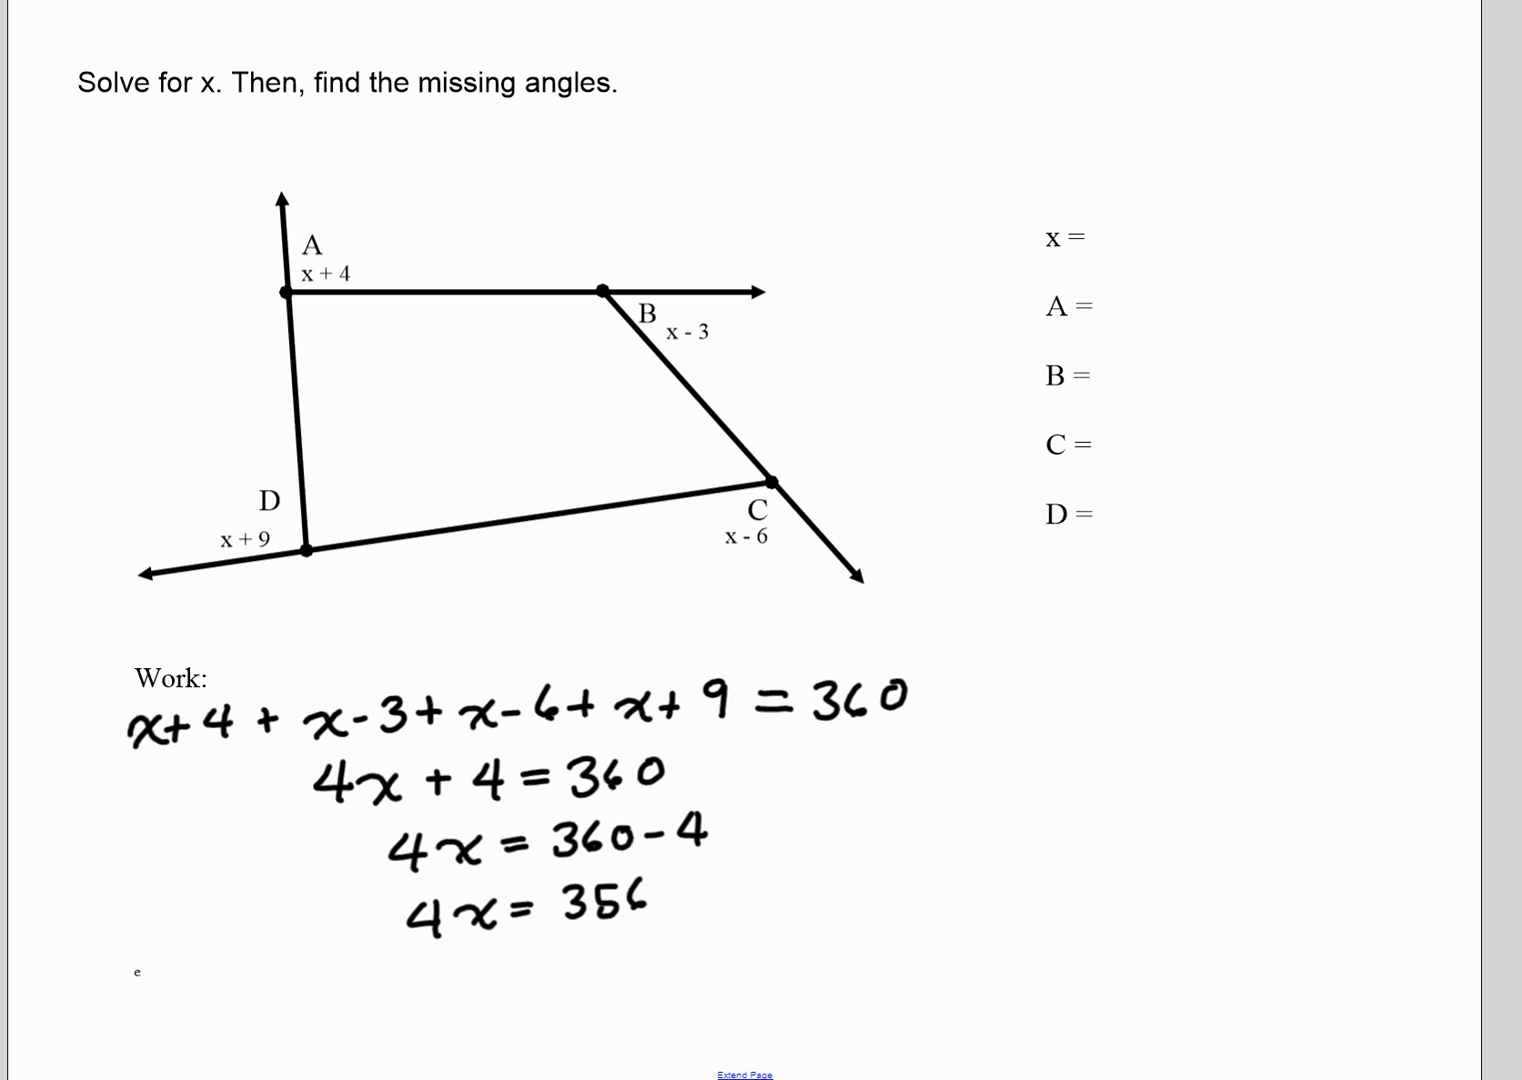 Solve for x. Then, find the missing angles.
A
x + 4
B
x - 3
D
x + 9
C
x - 6
x =
A =
B =
C =
D =
Work:
x+4 + x-3+x-6+x+9 = 360
4x + 4 = 360
4x = 360-4
4x = 356
e
Extend Page